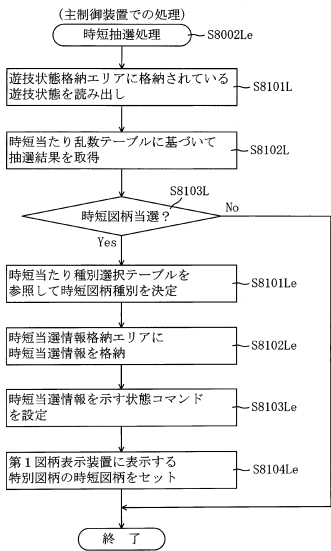 (主制御装置での処理)
時短抽選処理
S8002Le
遊技状態格納エリアに格納されている
遊技状態を読み出し
S8101L
時短当たり乱数テーブルに基づいて
抽選結果を取得
S8102L
S8103L
時短図柄当選？
No
Yes
時短当たり種別選択テーブルを
参照して時短図柄種別を決定
S8101Le
時短当選情報格納エリアに
時短当選情報を格納
S8102Le
時短当選情報を示す状態コマンド
を設定
S8103Le
第１図柄表示装置に表示する
特別図柄の時短図柄をセット
S8104Le
終 了